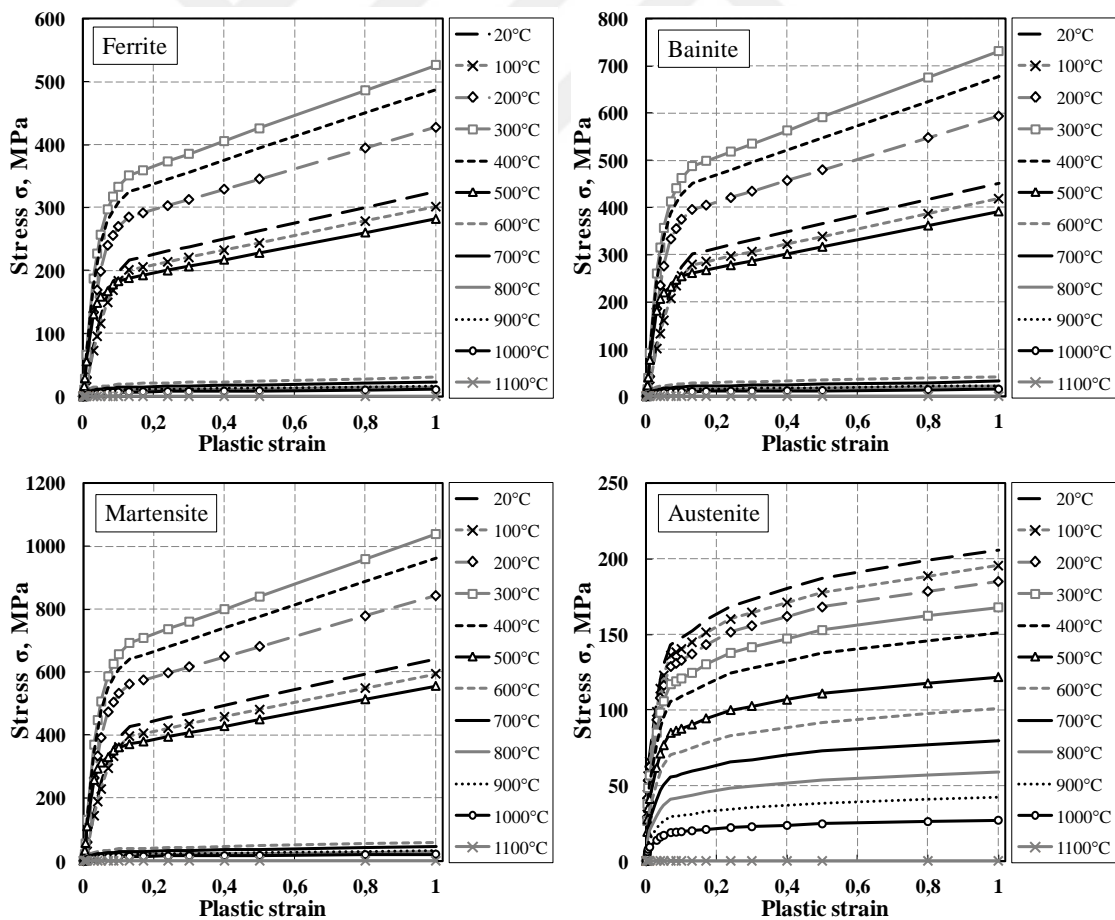 Ferrite
Stress σ, MPa
600
500
400
300
200
100
0
0
0,2
0,4
0,6
0,8
1
Plastic strain
20°C
100°C
200°C
300°C
400°C
500°C
600°C
700°C
800°C
900°C
1000°C
1100°C
Bainite
Stress σ, MPa
800
700
600
500
400
300
200
100
0
0
0,2
0,4
0,6
0,8
1
Plastic strain
20°C
100°C
200°C
300°C
400°C
500°C
600°C
700°C
800°C
900°C
1000°C
1100°C
Martensite
Stress σ, MPa
1200
1000
800
600
400
200
0
0
0,2
0,4
0,6
0,8
1
Plastic strain
20°C
100°C
200°C
300°C
400°C
500°C
600°C
700°C
800°C
900°C
1000°C
1100°C
Austenite
Stress σ, MPa
250
200
150
100
50
0
0
0,2
0,4
0,6
0,8
1
Plastic strain
20°C
100°C
200°C
300°C
400°C
500°C
600°C
700°C
800°C
900°C
1000°C
1100°C